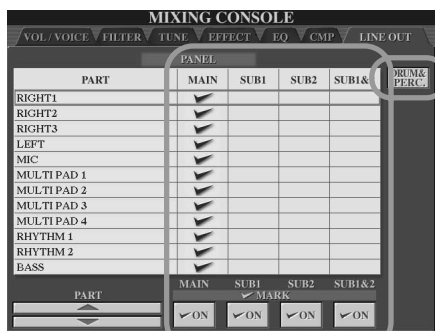 MIXING CONSOLE
VOL / VOICE FILTER TUNE EFFECT EQ CMP LINE OUT
PANEL
PART MAIN SUB1 SUB2 SUB1&
DRUM&
PERC.
RIGHT1
RIGHT2
RIGHT3
LEFT
MIC
MULTI PAD 1
MULTI PAD 2
MULTI PAD 3
MULTI PAD 4
RHYTHM 1
RHYTHM 2
BASS
MAIN SUB1 SUB2 SUB1&2
PART MARK
ON ON ON ON